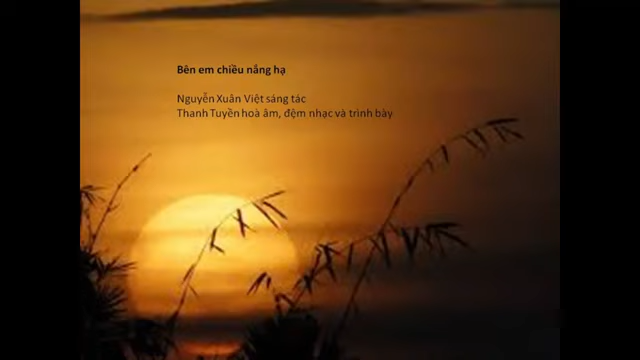 Bên em chiều nắng hạ
Nguyễn Xuân Việt sáng tác
Thanh Tuyền hoà âm, đệm nhạc và trình bày